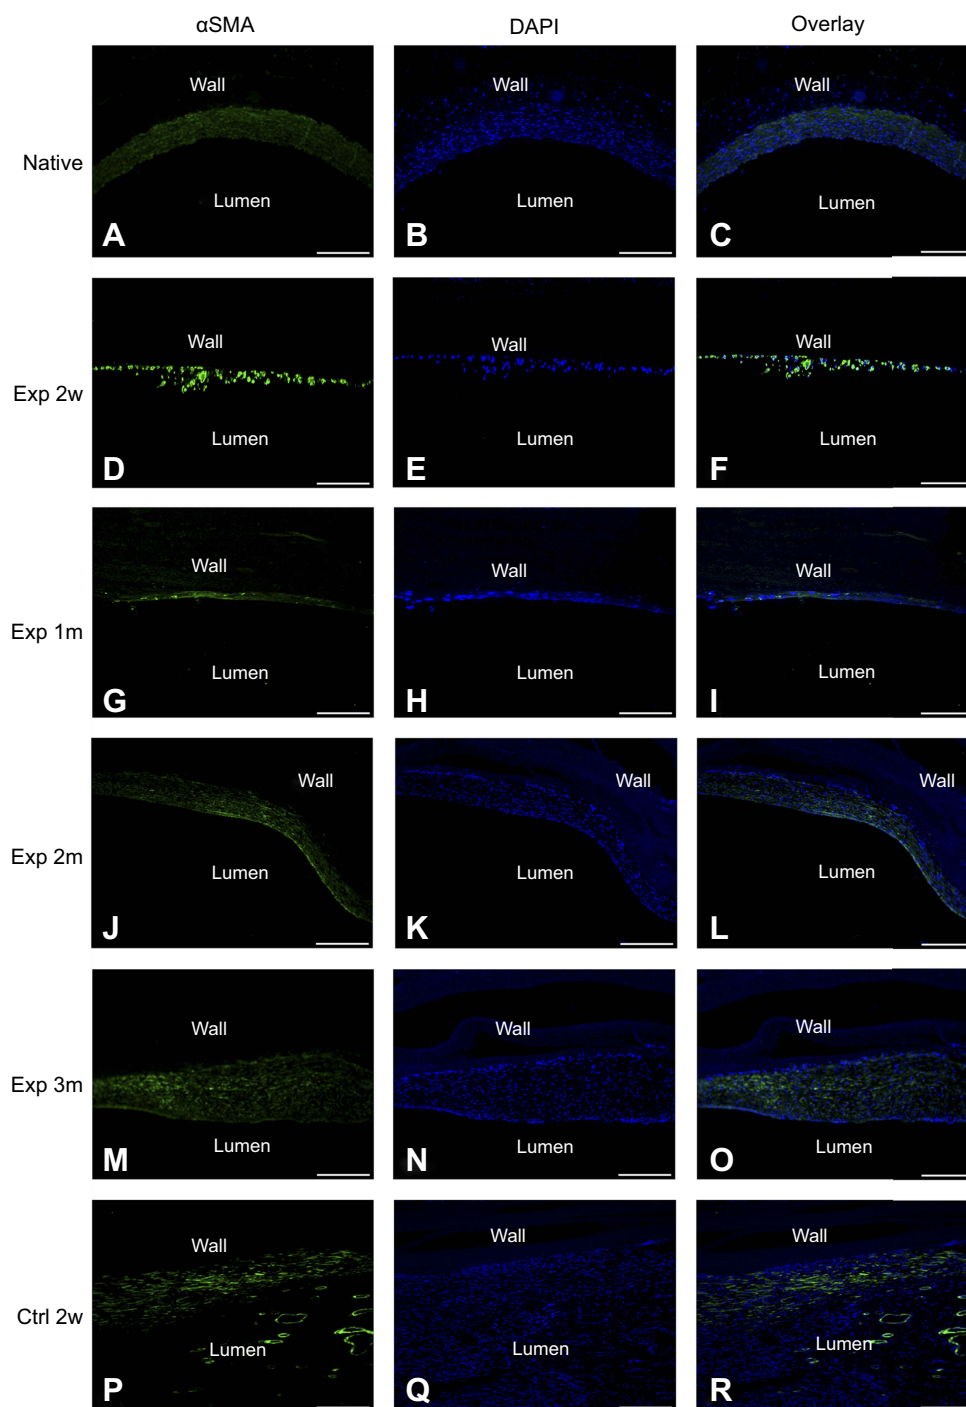 αSMA DAPI Overlay
Wall Wall Wall
Native
Lumen Lumen Lumen
A B C
Wall Wall Wall
Exp 2w
Lumen Lumen Lumen
D E F
Wall Wall Wall
Exp 1m
Lumen Lumen Lumen
G H I
Wall Wall Wall
Exp 2m
Lumen Lumen Lumen
J K L
Wall Wall Wall
Exp 3m
Lumen Lumen Lumen
M N O
Wall Wall Wall
Ctrl 2w
Lumen Lumen Lumen
P Q R